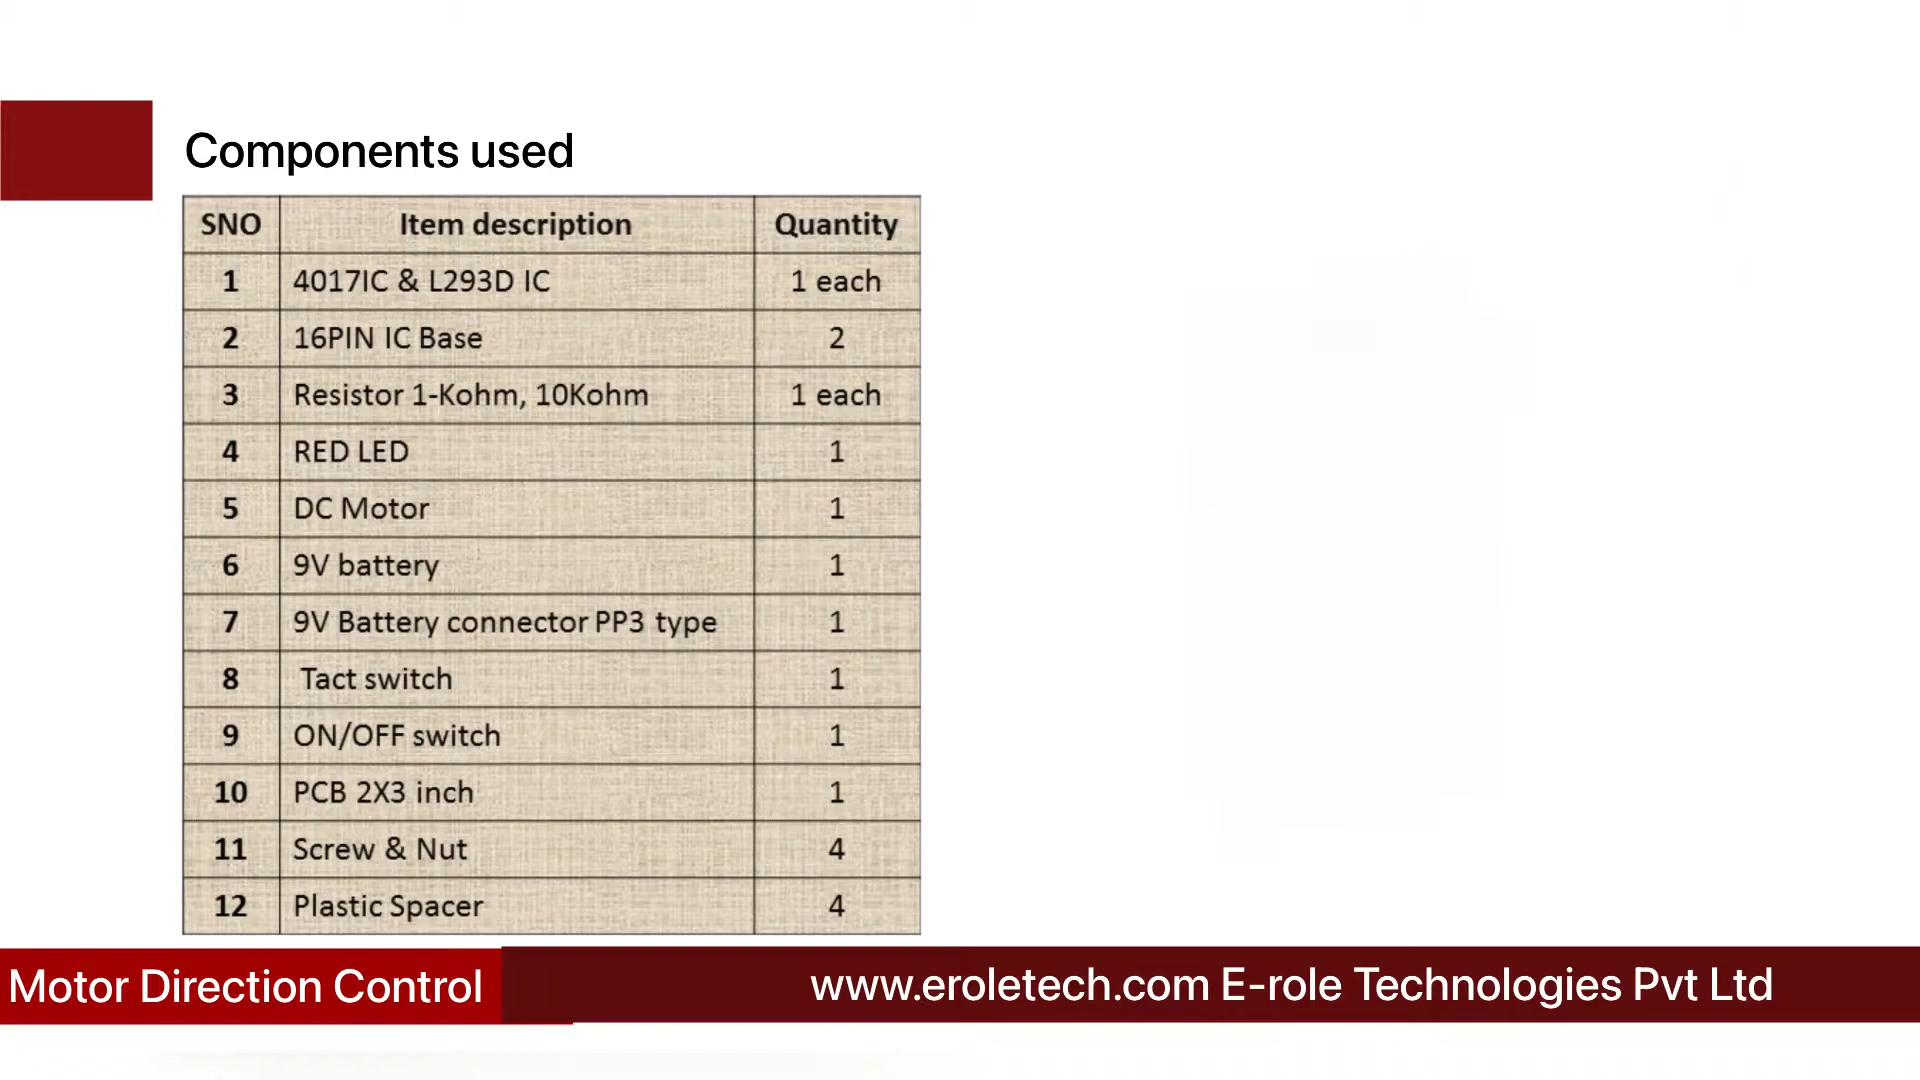 Components used
SNO Item description Quantity
1 4017IC & L293D IC 1 each
2 16PIN IC Base 2
3 Resistor 1-Kohm, 10Kohm 1 each
4 RED LED 1
5 DC Motor 1
6 9V battery 1
7 9V Battery connector PP3 type 1
8 Tact switch 1
9 ON/OFF switch 1
10 PCB 2X3 inch 1
11 Screw & Nut 4
12 Plastic Spacer 4
Motor Direction Control www.eroletech.com E-role Technologies Pvt Ltd